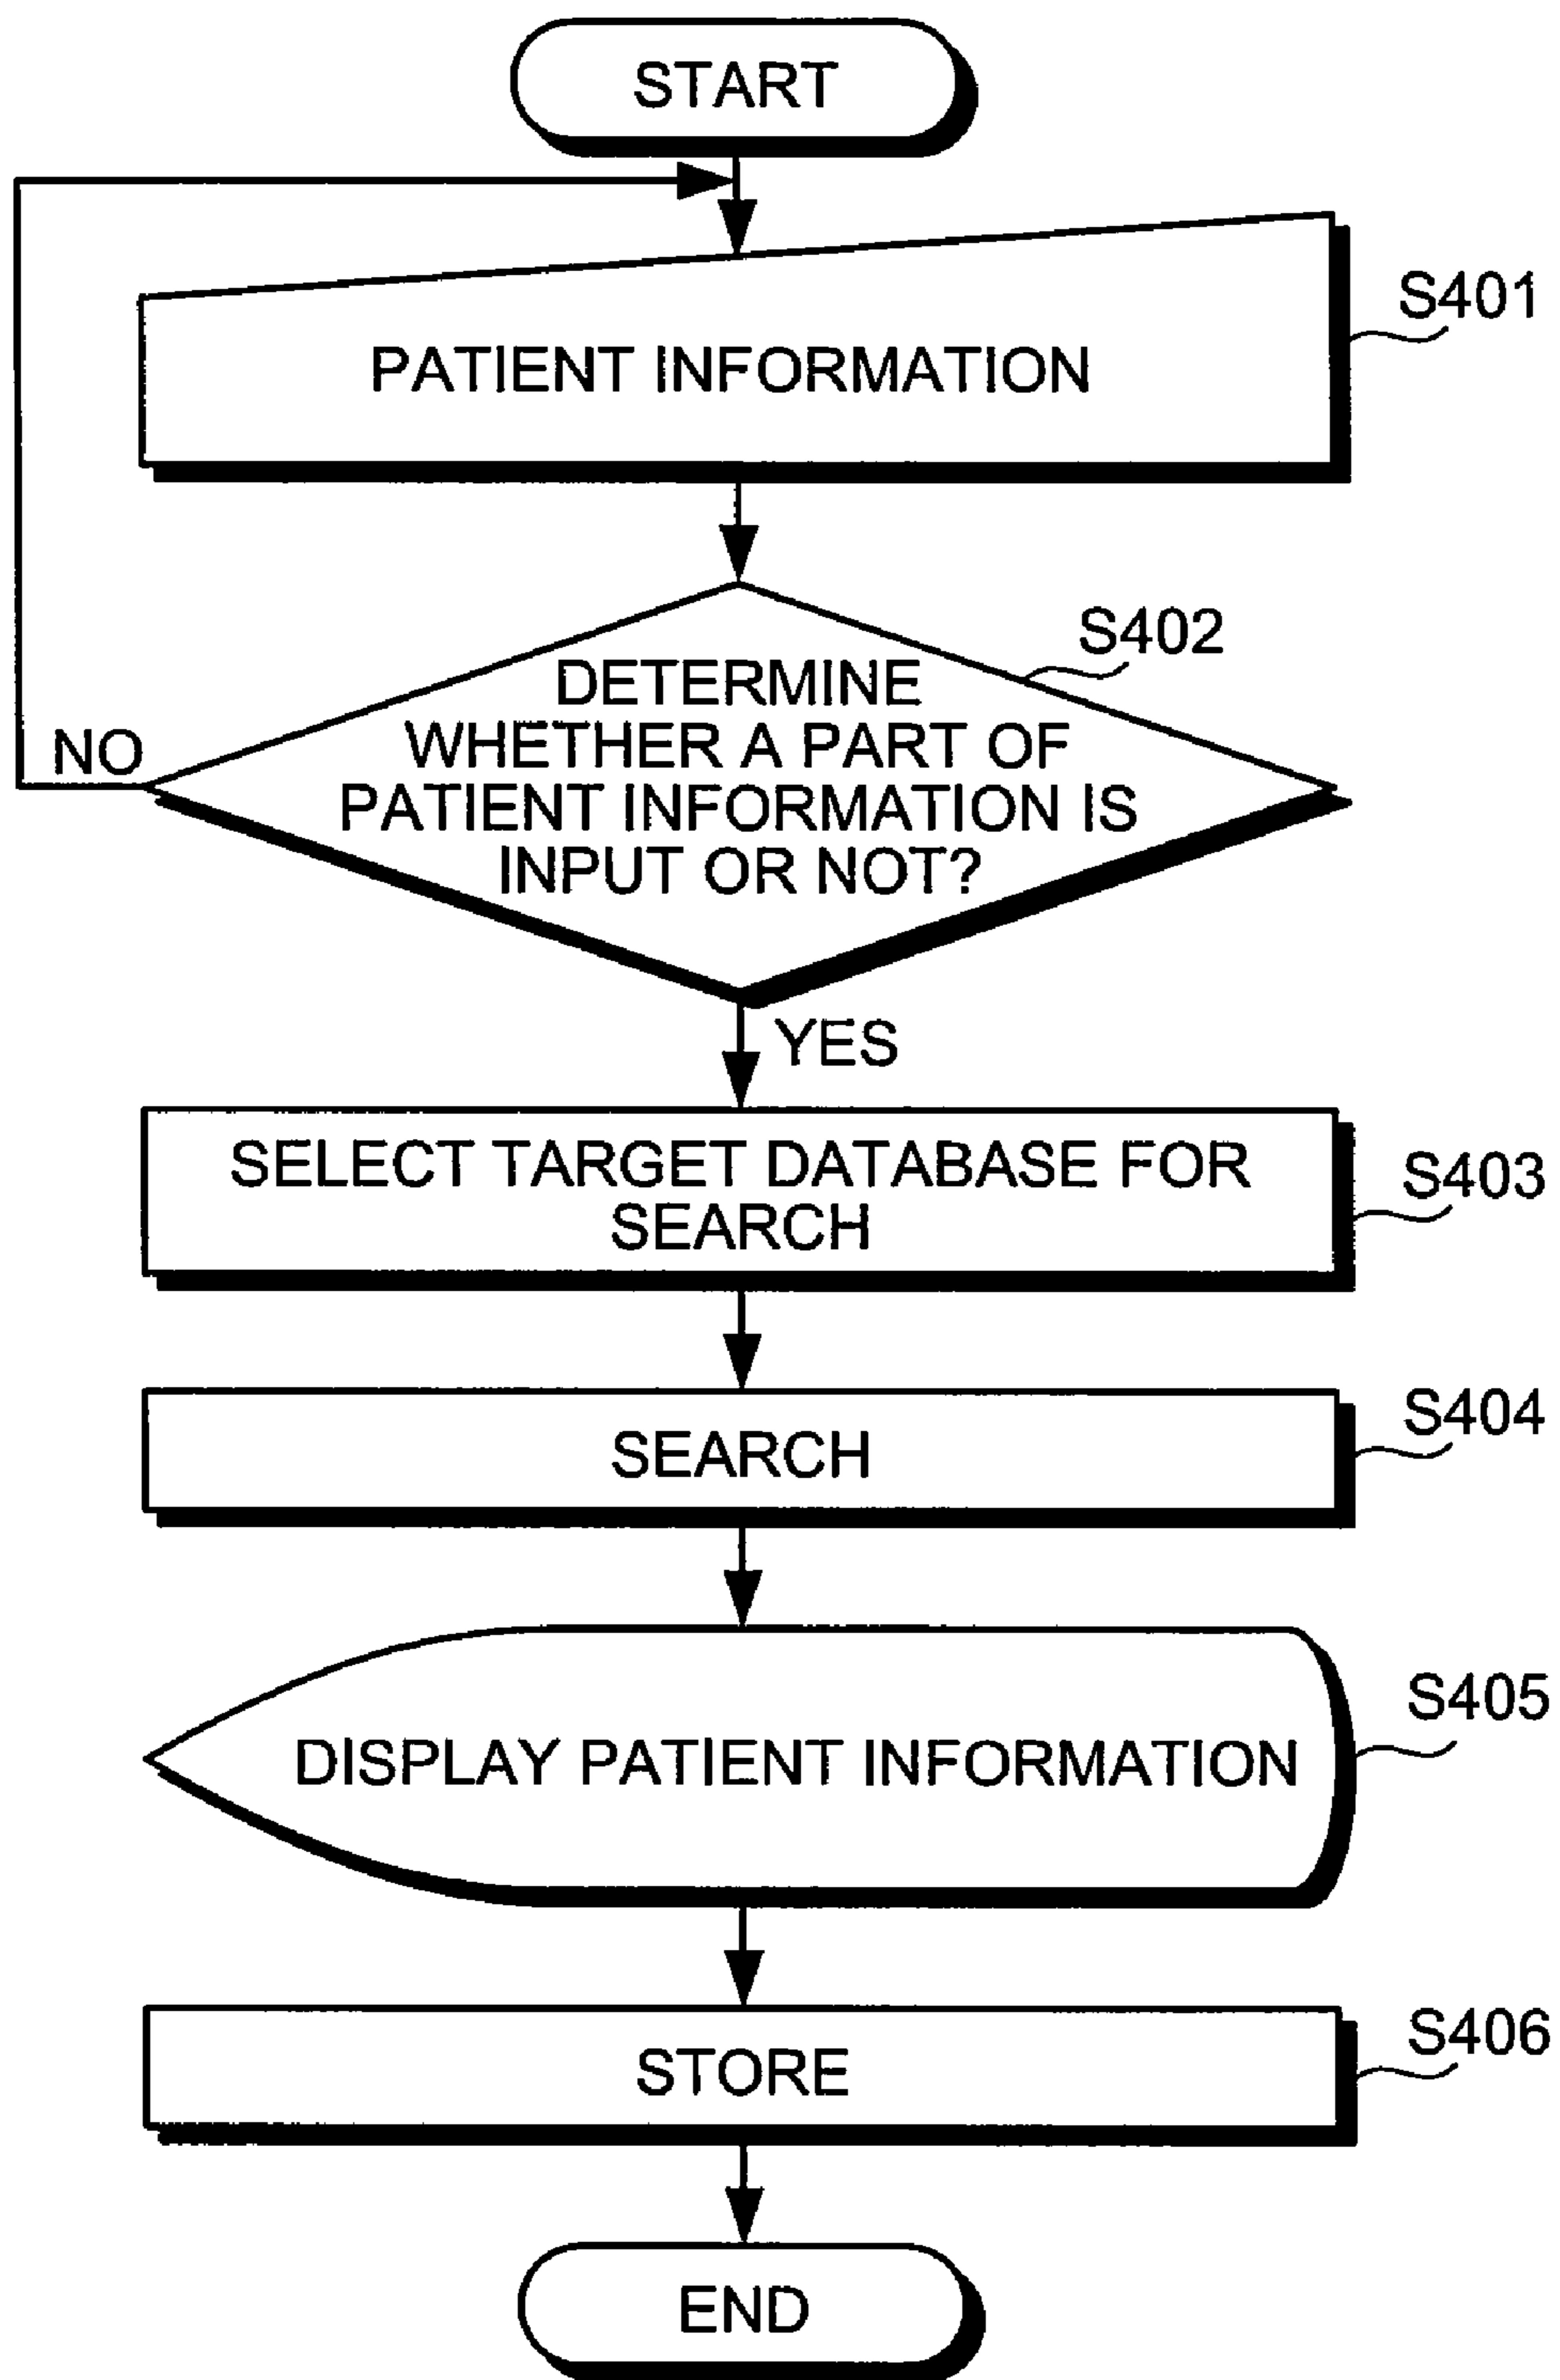 START
PATIENT INFORMATION
S401
DETERMINE
WHETHER A PART OF
PATIENT INFORMATION IS
INPUT OR NOT?
S402
NO
YES
SELECT TARGET DATABASE FOR
SEARCH
S403
SEARCH
S404
DISPLAY PATIENT INFORMATION
S405
STORE
S406
END